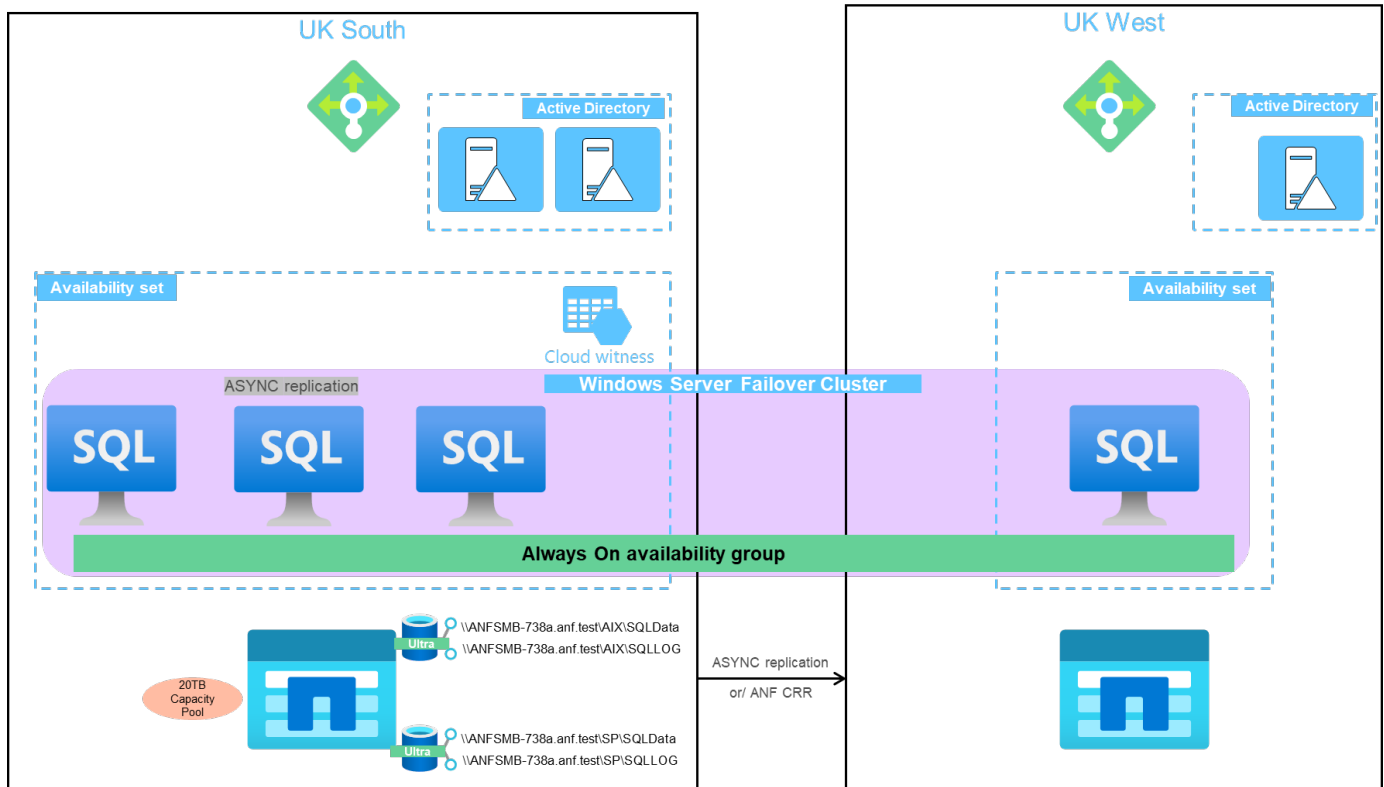 UK South
UK West
Active Directory
Active Directory
Availability set
Availability set
Cloud witness
Windows Server Failover Cluster
ASYNC replication
SQL
SQL
SQL
SQL
Always On availability group
\\ANFSMB-738a.anf.test\AIX\SQLData
Ultra
\\ANFSMB-738a.anf.test\AIX\SQLLOG
ASYNC replication
or/ ANF CRR
20TB
Capacity
Pool
\\ANFSMB-738a.anf.test\SP\SQLData
Ultra
\\ANFSMB-738a.anf.test\SP\SQLLOG